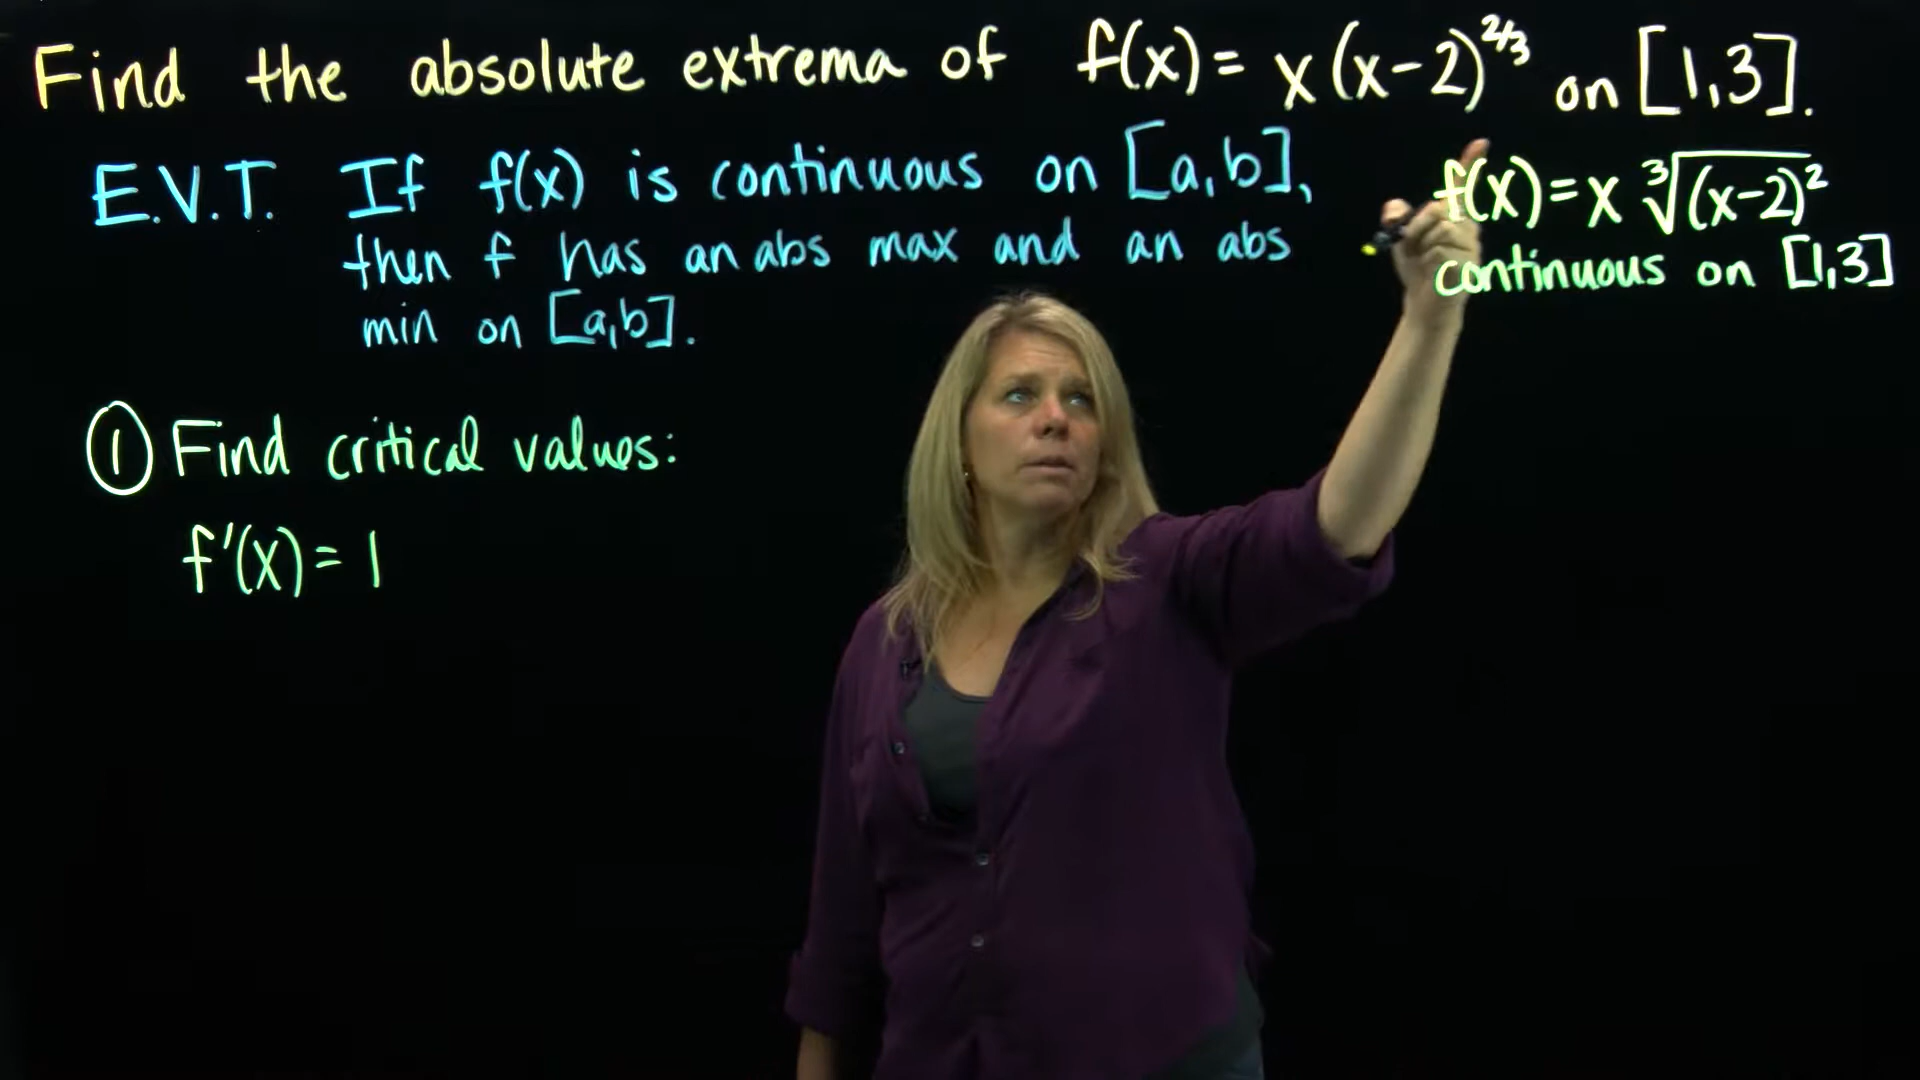 Find the absolute extrema of f(x) = x(x-2)^2/3 on [1,3].
E.V.T. If f(x) is continuous on [a,b],
then f has an abs max and an abs
min on [a,b].
f(x) = x ∛(x-2)²
continuous on [1,3]
① Find critical values:
f'(x) = 1